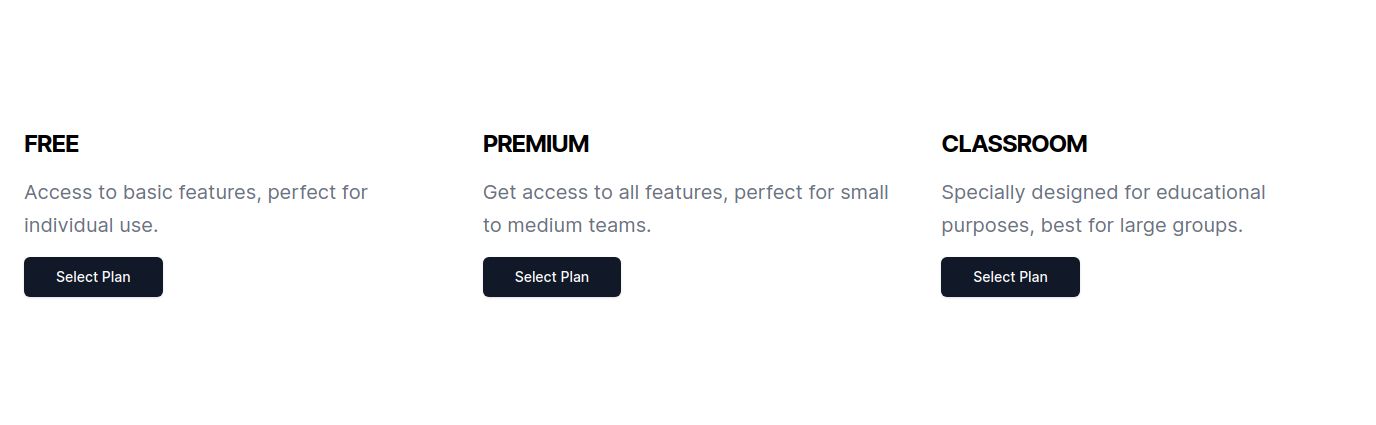 FREE
Access to basic features, perfect for
individual use.
Select Plan
PREMIUM
Get access to all features, perfect for small
to medium teams.
Select Plan
CLASSROOM
Specially designed for educational
purposes, best for large groups.
Select Plan